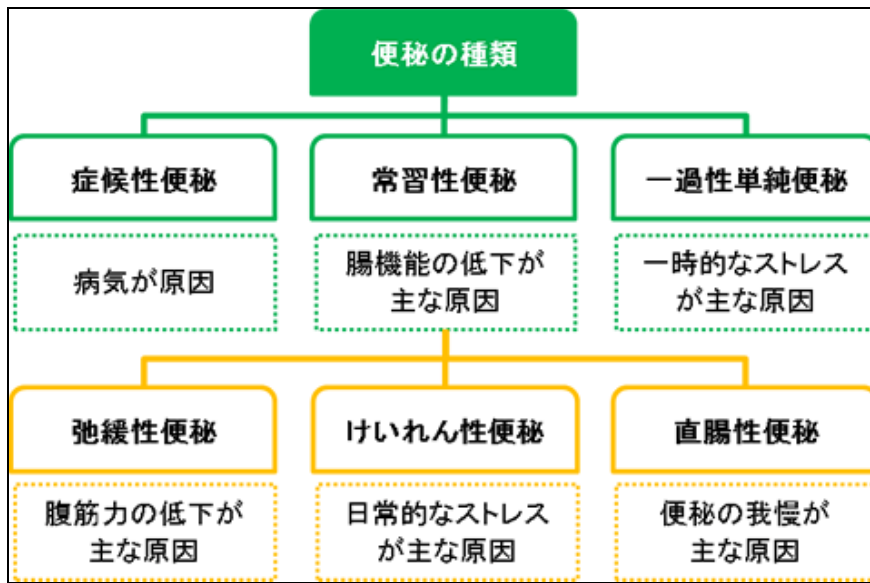 便秘の種類
症候性便秘
常習性便秘
一過性単純便秘
病気が原因
腸機能の低下が
主な原因
一時的なストレス
が主な原因
弛緩性便秘
けいれん性便秘
直腸性便秘
腹筋力の低下が
主な原因
日常的なストレス
が主な原因
便秘の我慢が
主な原因